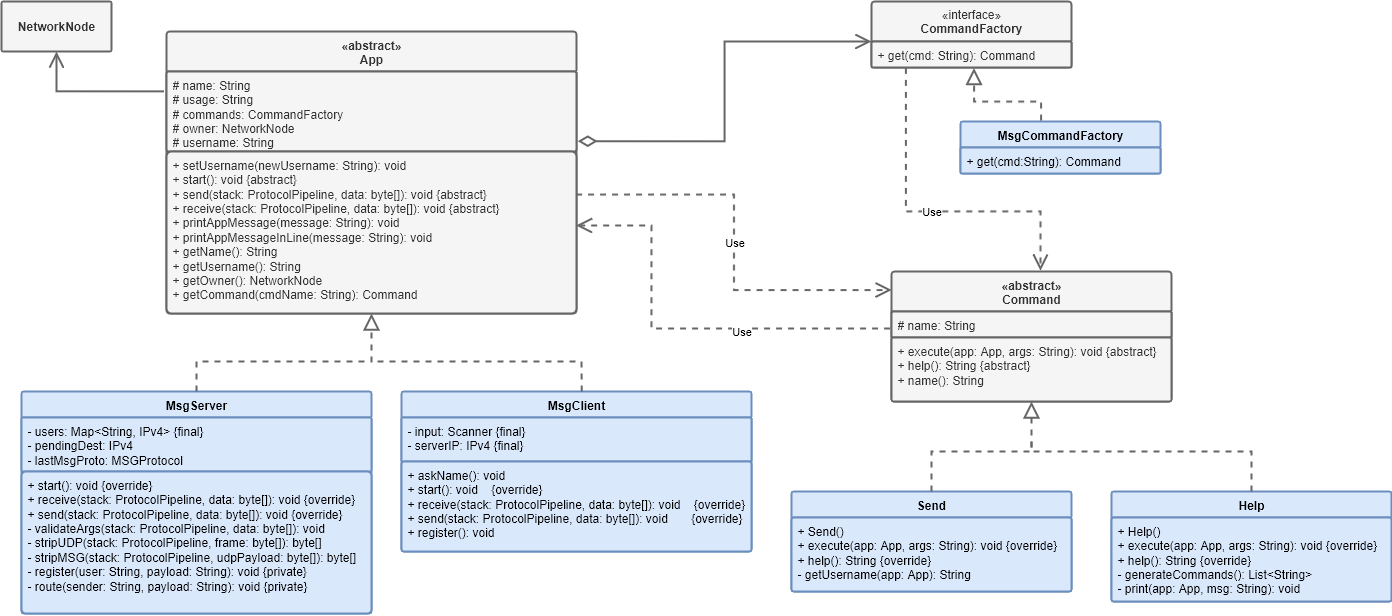 NetworkNode
«abstract»
App
# name: String
# usage: String
# commands: CommandFactory
# owner: NetworkNode
# username: String
+ setUsername(newUsername: String): void
+ start(): void {abstract}
+ send(stack: ProtocolPipeline, data: byte[]): void {abstract}
+ receive(stack: ProtocolPipeline, data: byte[]): void {abstract}
+ printAppMessage(message: String): void
+ printAppMessageInLine(message: String): void
+ getName(): String
+ getUsername(): String
+ getOwner(): NetworkNode
+ getCommand(cmdName: String): Command
«interface»
CommandFactory
+ get(cmd: String): Command
MsgCommandFactory
+ get(cmd:String): Command
Use
Use
Use
«abstract»
Command
# name: String
+ execute(app: App, args: String): void {abstract}
+ help(): String {abstract}
+ name(): String
MsgServer
- users: Map<String, IPv4> {final}
- pendingDest: IPv4
- lastMsgProto: MSGProtocol
+ start(): void {override}
+ receive(stack: ProtocolPipeline, data: byte[]): void {override}
+ send(stack: ProtocolPipeline, data: byte[]): void {override}
- validateArgs(stack: ProtocolPipeline, data: byte[]): void
- stripUDP(stack: ProtocolPipeline, frame: byte[]): byte[]
- stripMSG(stack: ProtocolPipeline, udpPayload: byte[]): byte[]
- register(user: String, payload: String): void {private}
- route(sender: String, payload: String): void {private}
MsgClient
- input: Scanner {final}
- serverIP: IPv4 {final}
+ askName(): void
+ start(): void {override}
+ receive(stack: ProtocolPipeline, data: byte[]): void {override}
+ send(stack: ProtocolPipeline, data: byte[]): void {override}
+ register(): void
Send
+ Send()
+ execute(app: App, args: String): void {override}
+ help(): String {override}
- getUsername(app: App): String
Help
+ Help()
+ execute(app: App, args: String): void {override}
+ help(): String {override}
- generateCommands(): List<String>
- print(app: App, msg: String): void